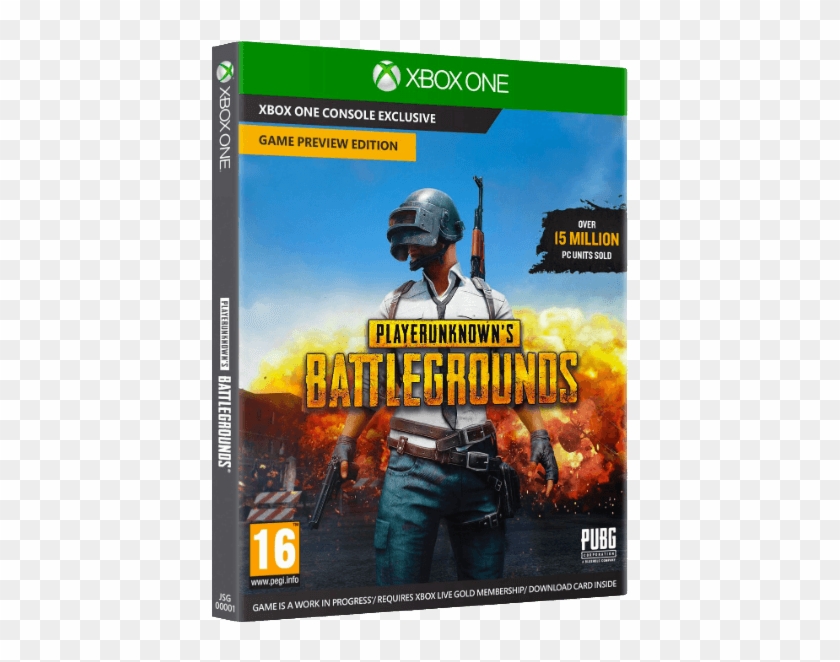 XBOX ONE
XBOX ONE
XBOX ONE CONSOLE EXCLUSIVE
GAME PREVIEW EDITION
OVER
15 MILLION
PC UNITS SOLD
PLAYERUNKNOWN'S
BATTLEGROUNDS
PLAYERUNKNOWN'S
BATTLEGROUNDS
16
www.pegi.info
PUBG
CORPORATION
JSG
00001
GAME IS A WORK IN PROGRESS/ REQUIRES XBOX LIVE GOLD MEMBERSHIP/ DOWNLOAD CARD INSIDE